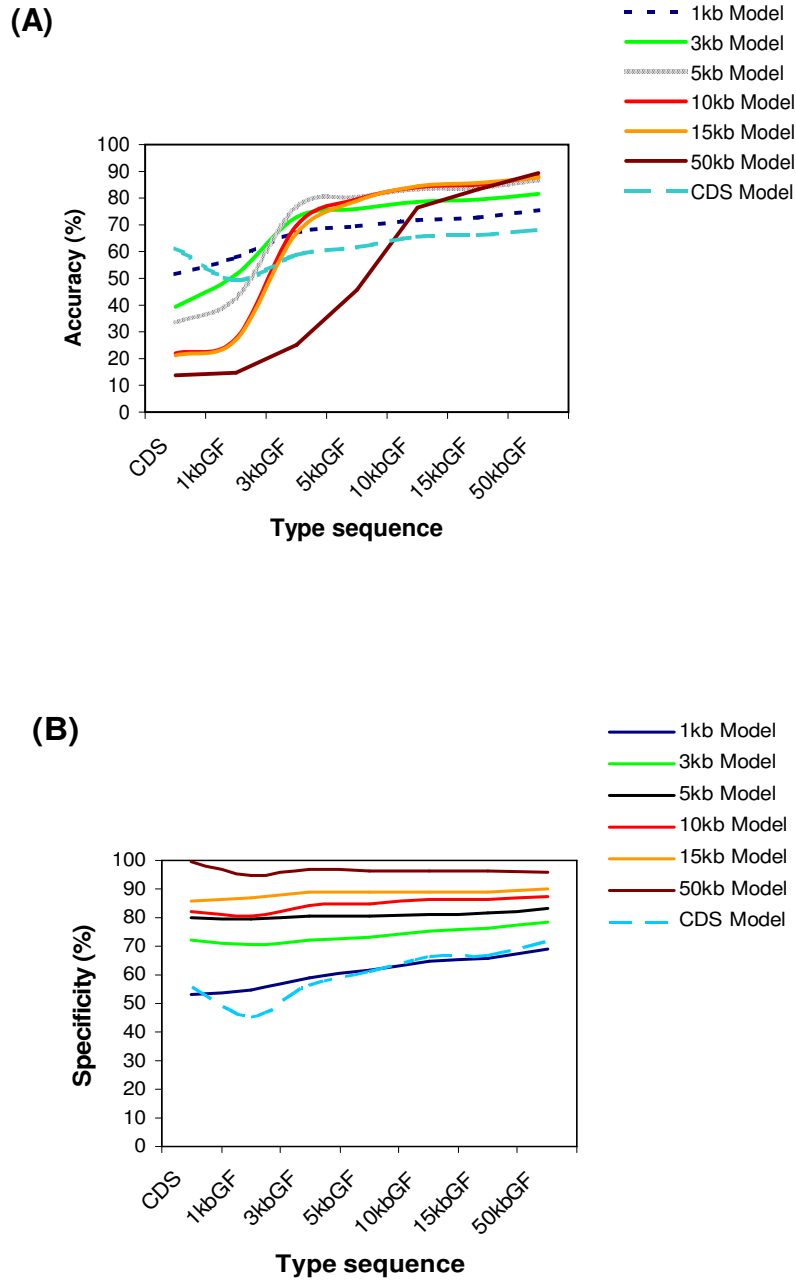 (A)
1kb Model
3kb Model
5kb Model
10kb Model
15kb Model
50kb Model
CDS Model
Accuracy (%)
100
90
80
70
60
50
40
30
20
10
0
CDS
1kbGF
3kbGF
5kbGF
10kbGF
15kbGF
50kbGF
Type sequence
(B)
1kb Model
3kb Model
5kb Model
10kb Model
15kb Model
50kb Model
CDS Model
Specificity (%)
100
90
80
70
60
50
40
30
20
10
0
CDS
1kbGF
3kbGF
5kbGF
10kbGF
15kbGF
50kbGF
Type sequence